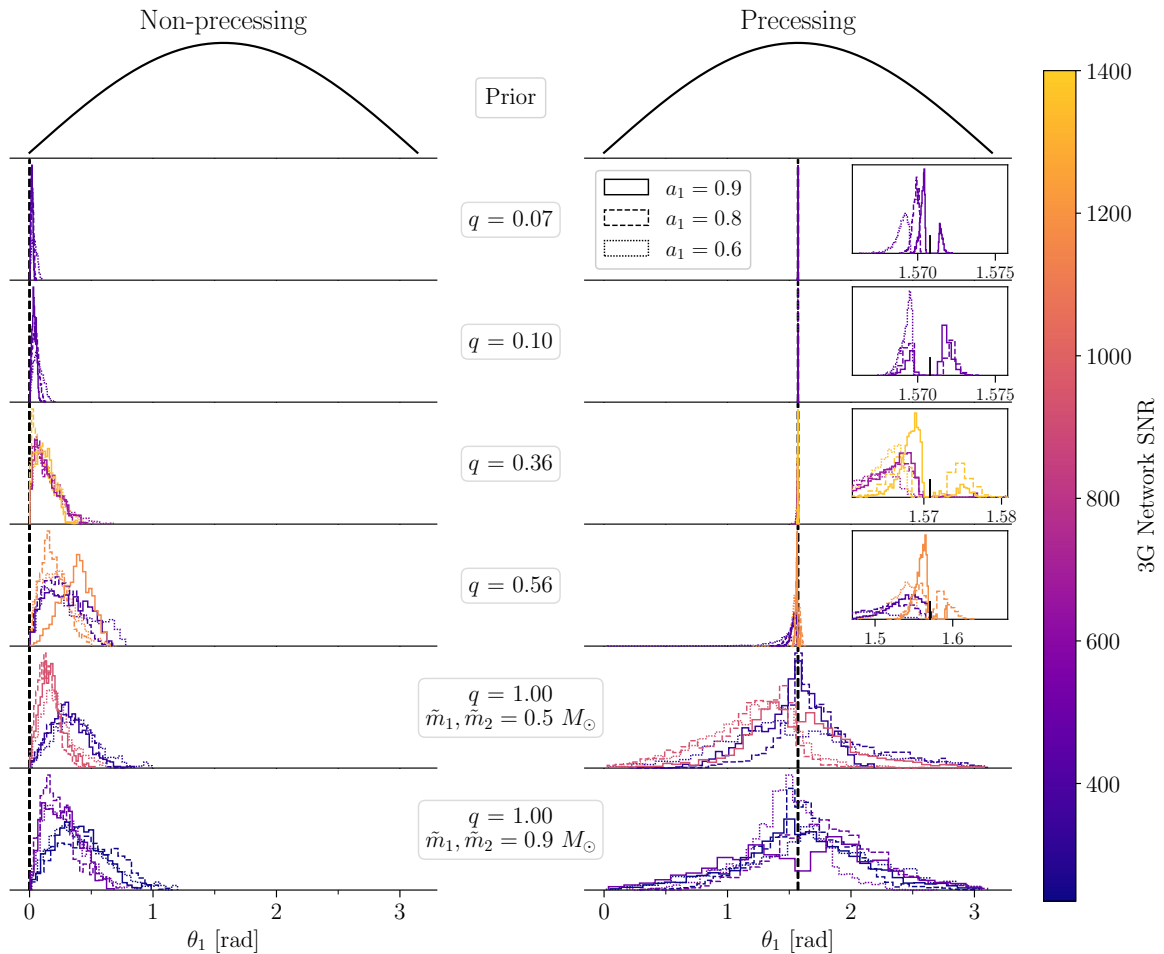 Non-precessing
Precessing
Prior
a₁ = 0.9
a₁ = 0.8
a₁ = 0.6
1.570 1.575
q = 0.07
1.570 1.575
q = 0.10
1.57 1.58
q = 0.36
1.5 1.6
q = 0.56
q = 1.00
m̃₁, m̃₂ = 0.5 M⊙
q = 1.00
m̃₁, m̃₂ = 0.9 M⊙
0 1 2 3
θ₁ [rad]
0 1 2 3
θ₁ [rad]
1400
1200
1000
800
600
400
3G Network SNR